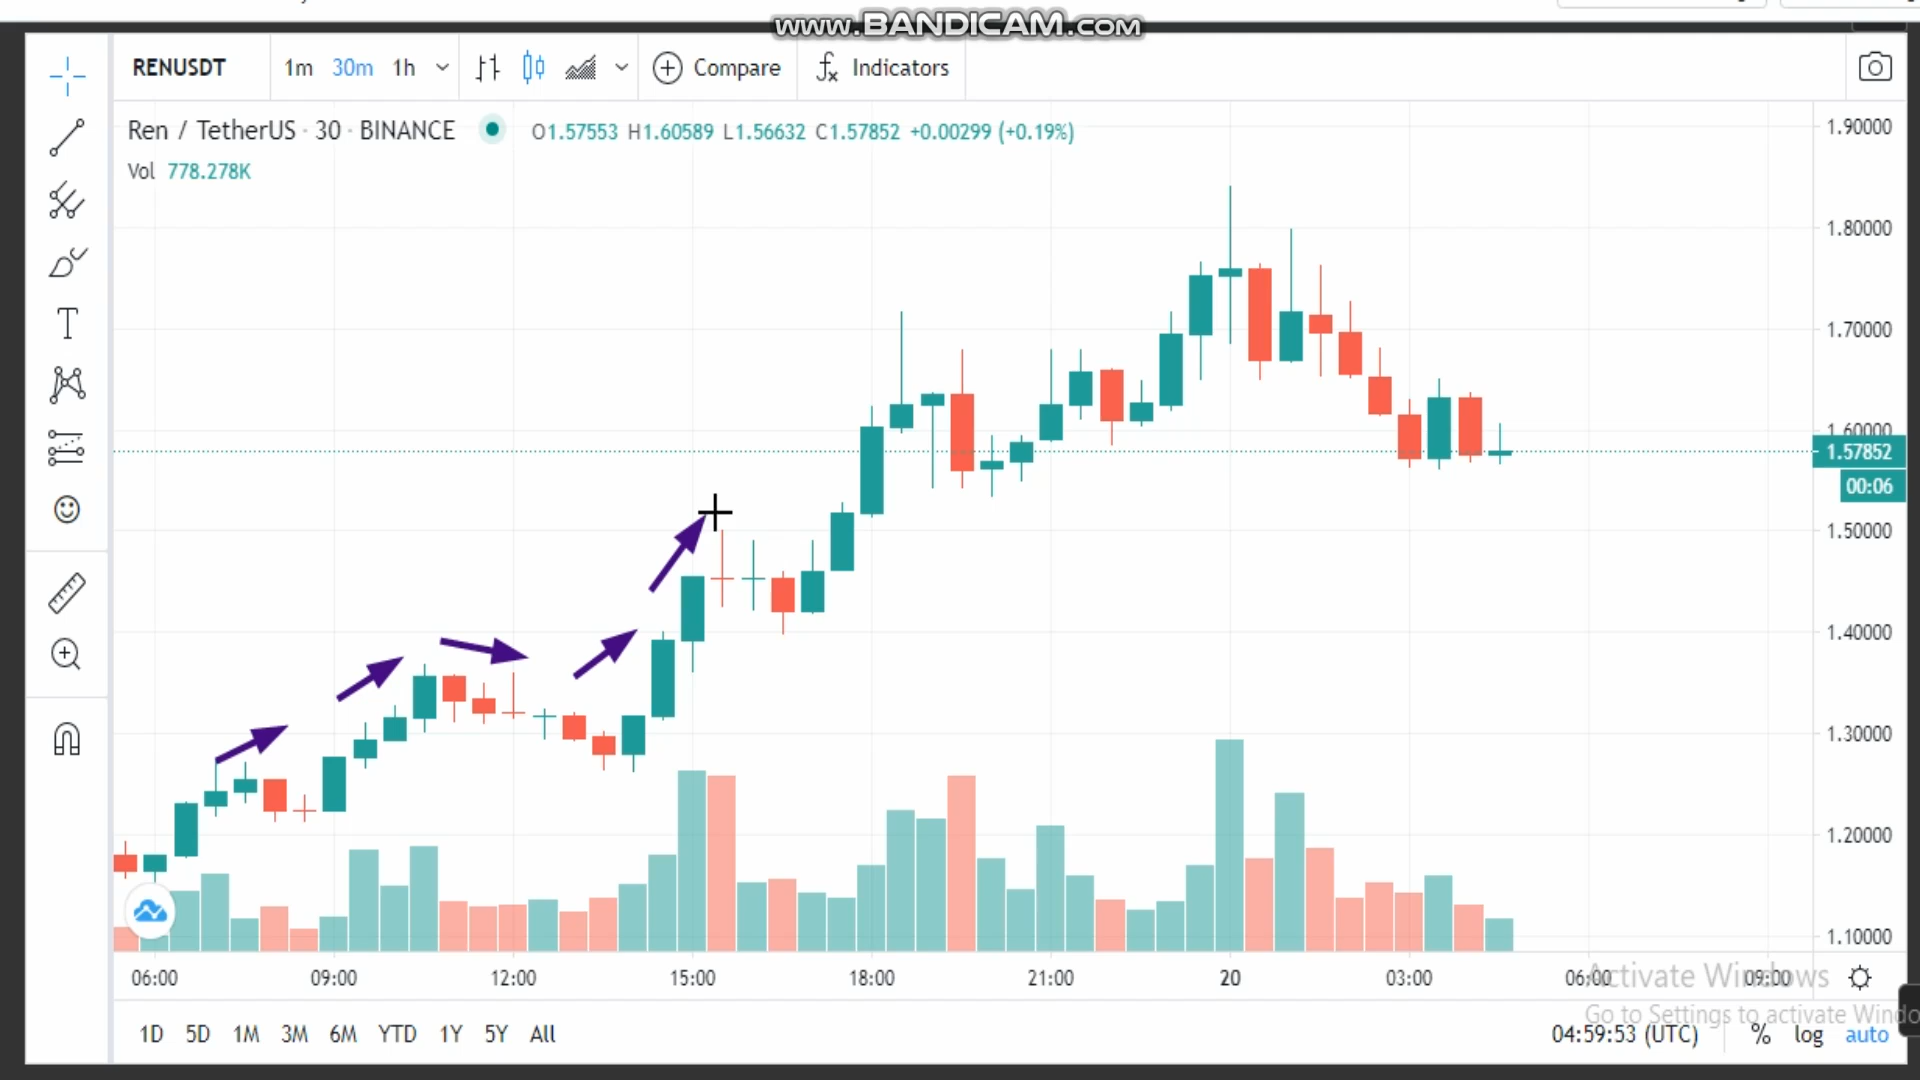 www.BANDICAM.com
RENUSDT
1m 30m 1h
Compare
fx Indicators
Ren / TetherUS · 30 · BINANCE
O1.57553 H1.60589 L1.56632 C1.57852 +0.00299 (+0.19%)
Vol 778.278K
T
1.90000
1.80000
1.70000
1.60000
1.57852
00:06
1.50000
1.40000
1.30000
1.20000
1.10000
06:00 09:00 12:00 15:00 18:00 21:00 20 03:00 06:00 09:00
Activate Windows
Go to Settings to activate Windo
1D 5D 1M 3M 6M YTD 1Y 5Y All
04:59:53 (UTC) % log auto